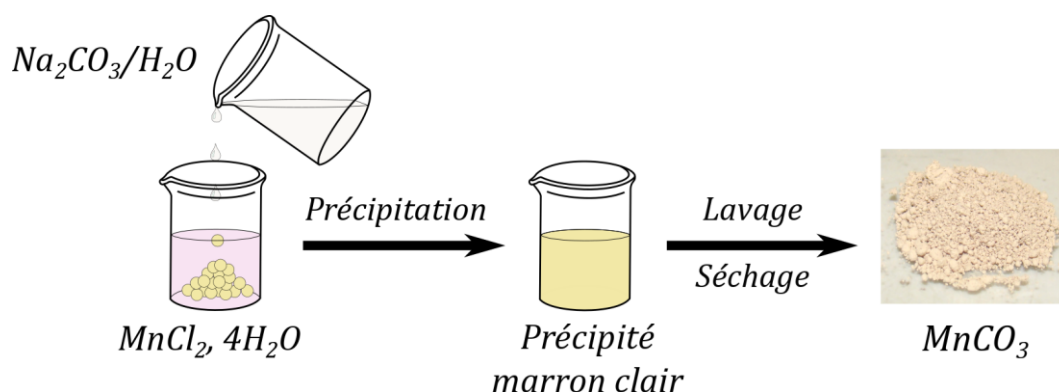 Na₂CO₃/H₂O
Précipitation
Lavage
Séchage
MnCl₂, 4H₂O
Précipité
marron clair
MnCO₃